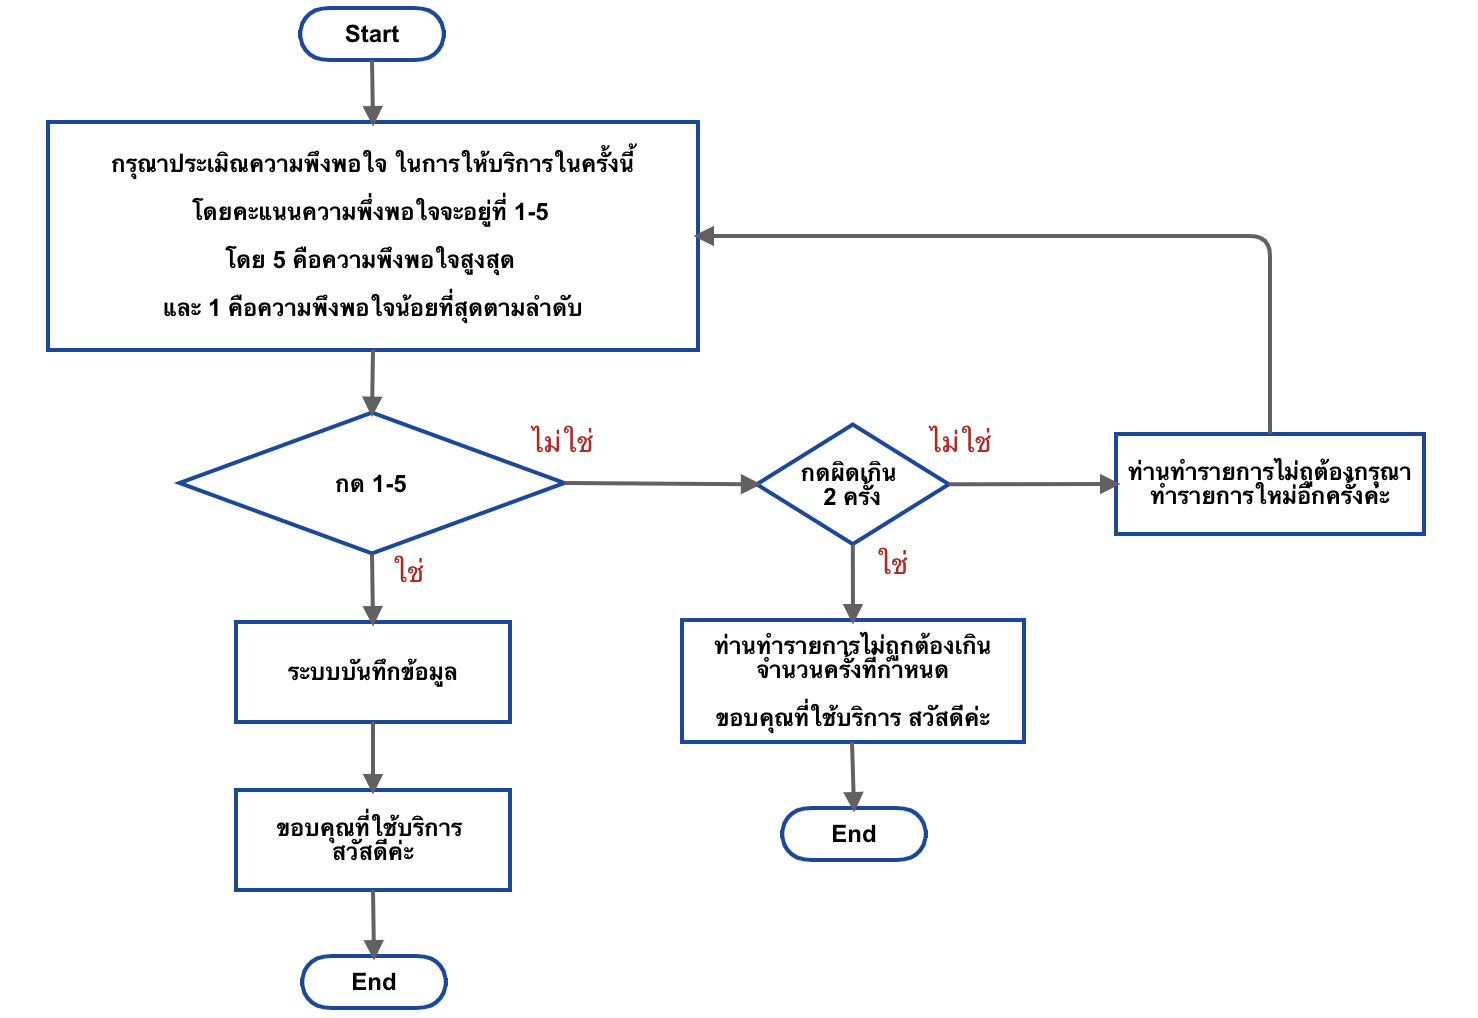 Start
กรุณาประเมิณความพึงพอใจ ในการให้บริการในครั้งนี้
โดยคะแนนความพึ่งพอใจจะอยู่ที่ 1-5
โดย 5 คือความพึงพอใจสูงสุด
และ 1 คือความพึงพอใจน้อยที่สุดตามลำดับ
กด 1-5
ไม่ใช่
กดผิดเกิน
2 ครั้ง
ไม่ใช่
ท่านทำรายการไม่ถูต้องกรุณา
ทำรายการใหม่อีกครั้งคะ
ใช่
ใช่
ระบบบันทึกข้อมูล
ท่านทำรายการไม่ถูกต้องเกิน
จำนวนครั้งที่กำหนด
ขอบคุณที่ใช้บริการ สวัสดีค่ะ
ขอบคุณที่ใช้บริการ
สวัสดีค่ะ
End
End